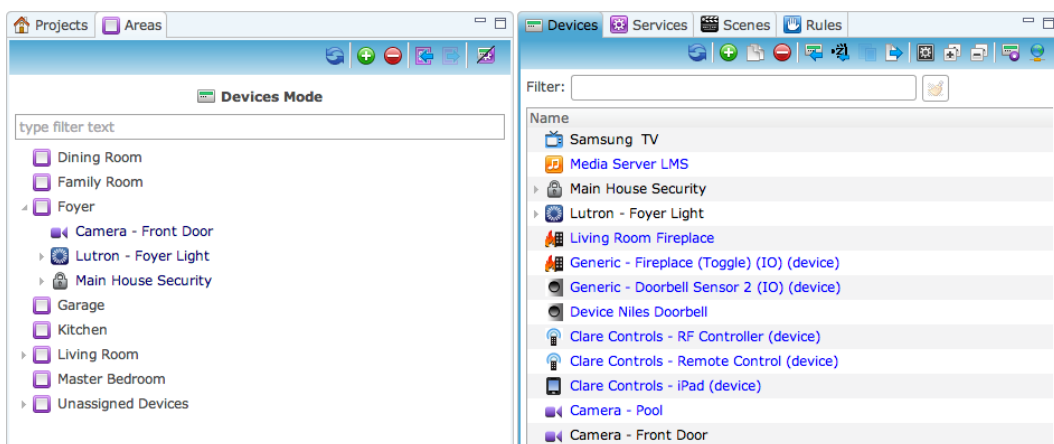 Projects Areas
Devices Mode
type filter text
Dining Room
Family Room
Foyer
Camera - Front Door
Lutron - Foyer Light
Main House Security
Garage
Kitchen
Living Room
Master Bedroom
Unassigned Devices
Devices Services Scenes Rules
Filter:
Name
Samsung TV
Media Server LMS
Main House Security
Lutron - Foyer Light
Living Room Fireplace
Generic - Fireplace (Toggle) (IO) (device)
Generic - Doorbell Sensor 2 (IO) (device)
Device Niles Doorbell
Clare Controls - RF Controller (device)
Clare Controls - Remote Control (device)
Clare Controls - iPad (device)
Camera - Pool
Camera - Front Door